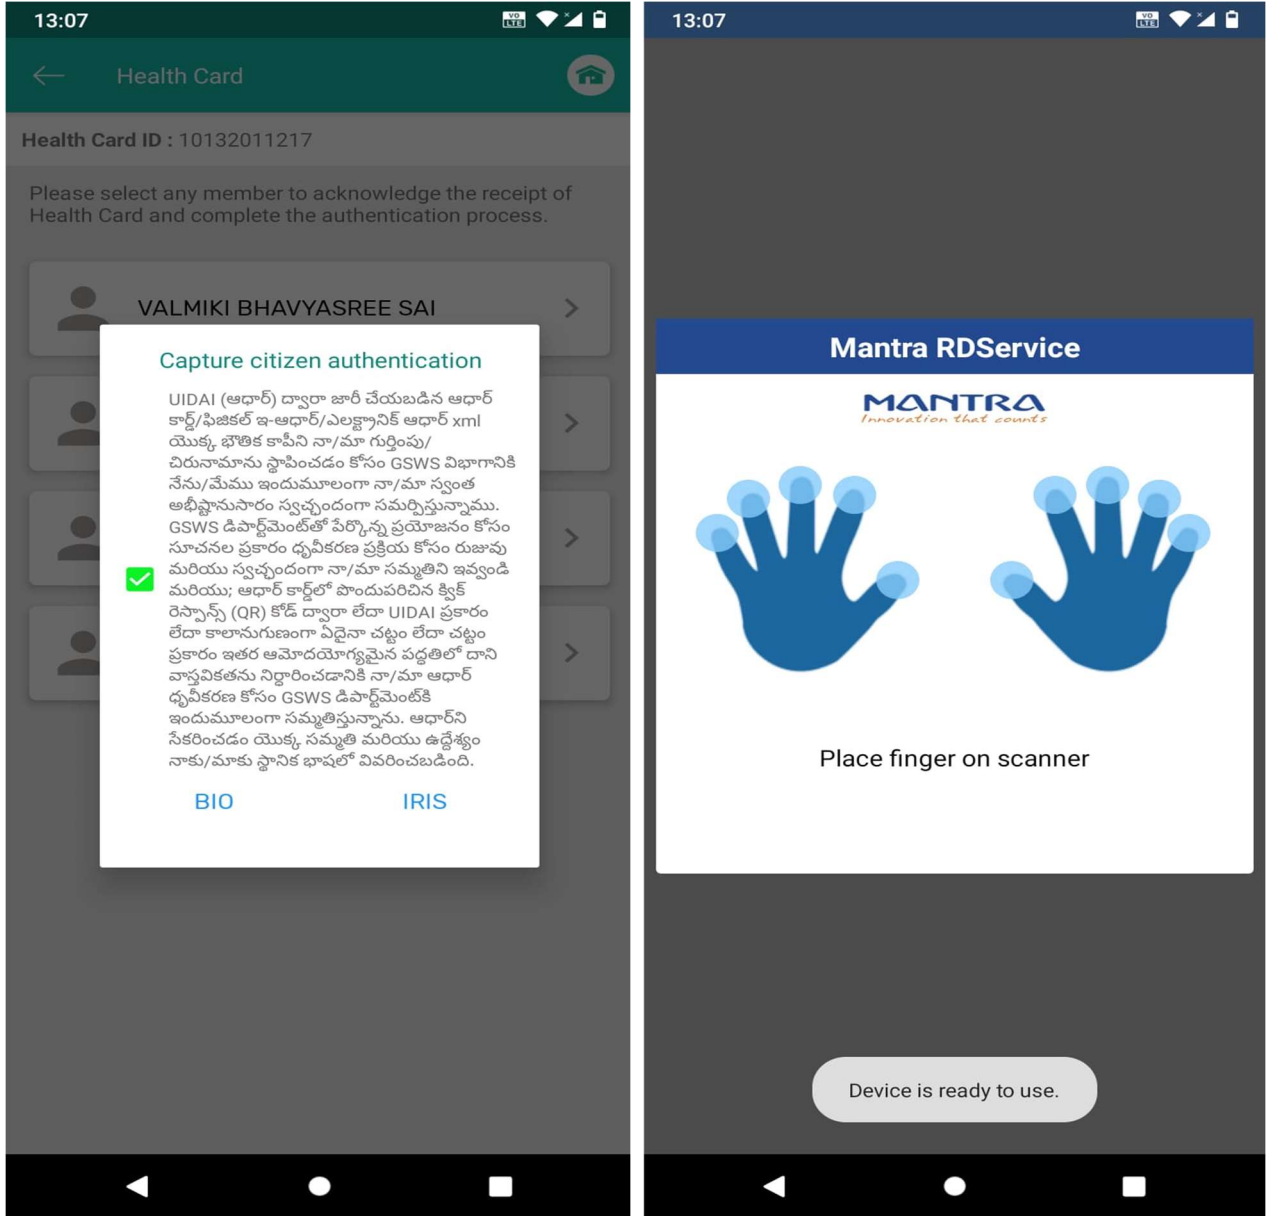 13:07
VO LTE
Health Card
Health Card ID : 10132011217
Please select any member to acknowledge the receipt of
Health Card and complete the authentication process.
VALMIKI BHAVYASREE SAI
Capture citizen authentication
UIDAI (ఆధార్) ద్వారా జారీ చేయబడిన ఆధార్
కార్డ్/ఫిజికల్ ఇ-ఆధార్/ఎలక్ట్రానిక్ ఆధార్ xml
యొక్క భౌతిక కాపీని నా/మా గుర్తింపు/
చిరునామాను స్థాపించడం కోసం GSWS విభాగానికి
నేను/మేము ఇందుమూలంగా నా/మా స్వంత
అభీష్టానుసారం స్వచ్ఛందంగా సమర్పిస్తున్నాము.
GSWS డిపార్ట్‌మెంట్‌తో పేర్కొన్న ప్రయోజనం కోసం
సూచనల ప్రకారం ధృవీకరణ ప్రక్రియ కోసం రుజువు
మరియు స్వచ్ఛందంగా నా/మా సమ్మతిని ఇవ్వండి
మరియు; ఆధార్ కార్డ్‌లో పొందుపరిచిన క్విక్
రెస్పాన్స్ (QR) కోడ్ ద్వారా లేదా UIDAI ప్రకారం
లేదా కాలానుగుణంగా ఏదైనా చట్టం లేదా చట్టం
ప్రకారం ఇతర ఆమోదయోగ్యమైన పద్ధతిలో దాని
వాస్తవికతను నిర్ధారించడానికి నా/మా ఆధార్
ధృవీకరణ కోసం GSWS డిపార్ట్‌మెంట్‌కి
ఇందుమూలంగా సమ్మతిస్తున్నాను. ఆధార్‌ని
సేకరించడం యొక్క సమ్మతి మరియు ఉద్దేశ్యం
నాకు/మాకు స్థానిక భాషలో వివరించబడింది.
BIO IRIS
13:07
VO LTE
Mantra RDService
MANTRA
Innovation that counts
Place finger on scanner
Device is ready to use.